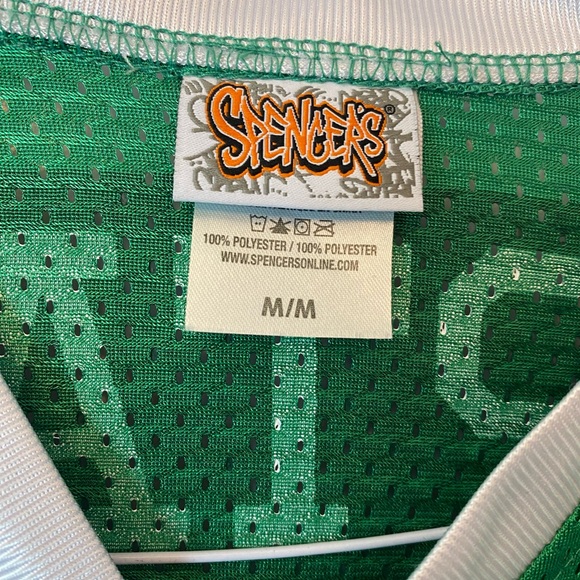 SPENCER'S®
100% POLYESTER / 100% POLYESTER
WWW.SPENCERSONLINE.COM
M/M